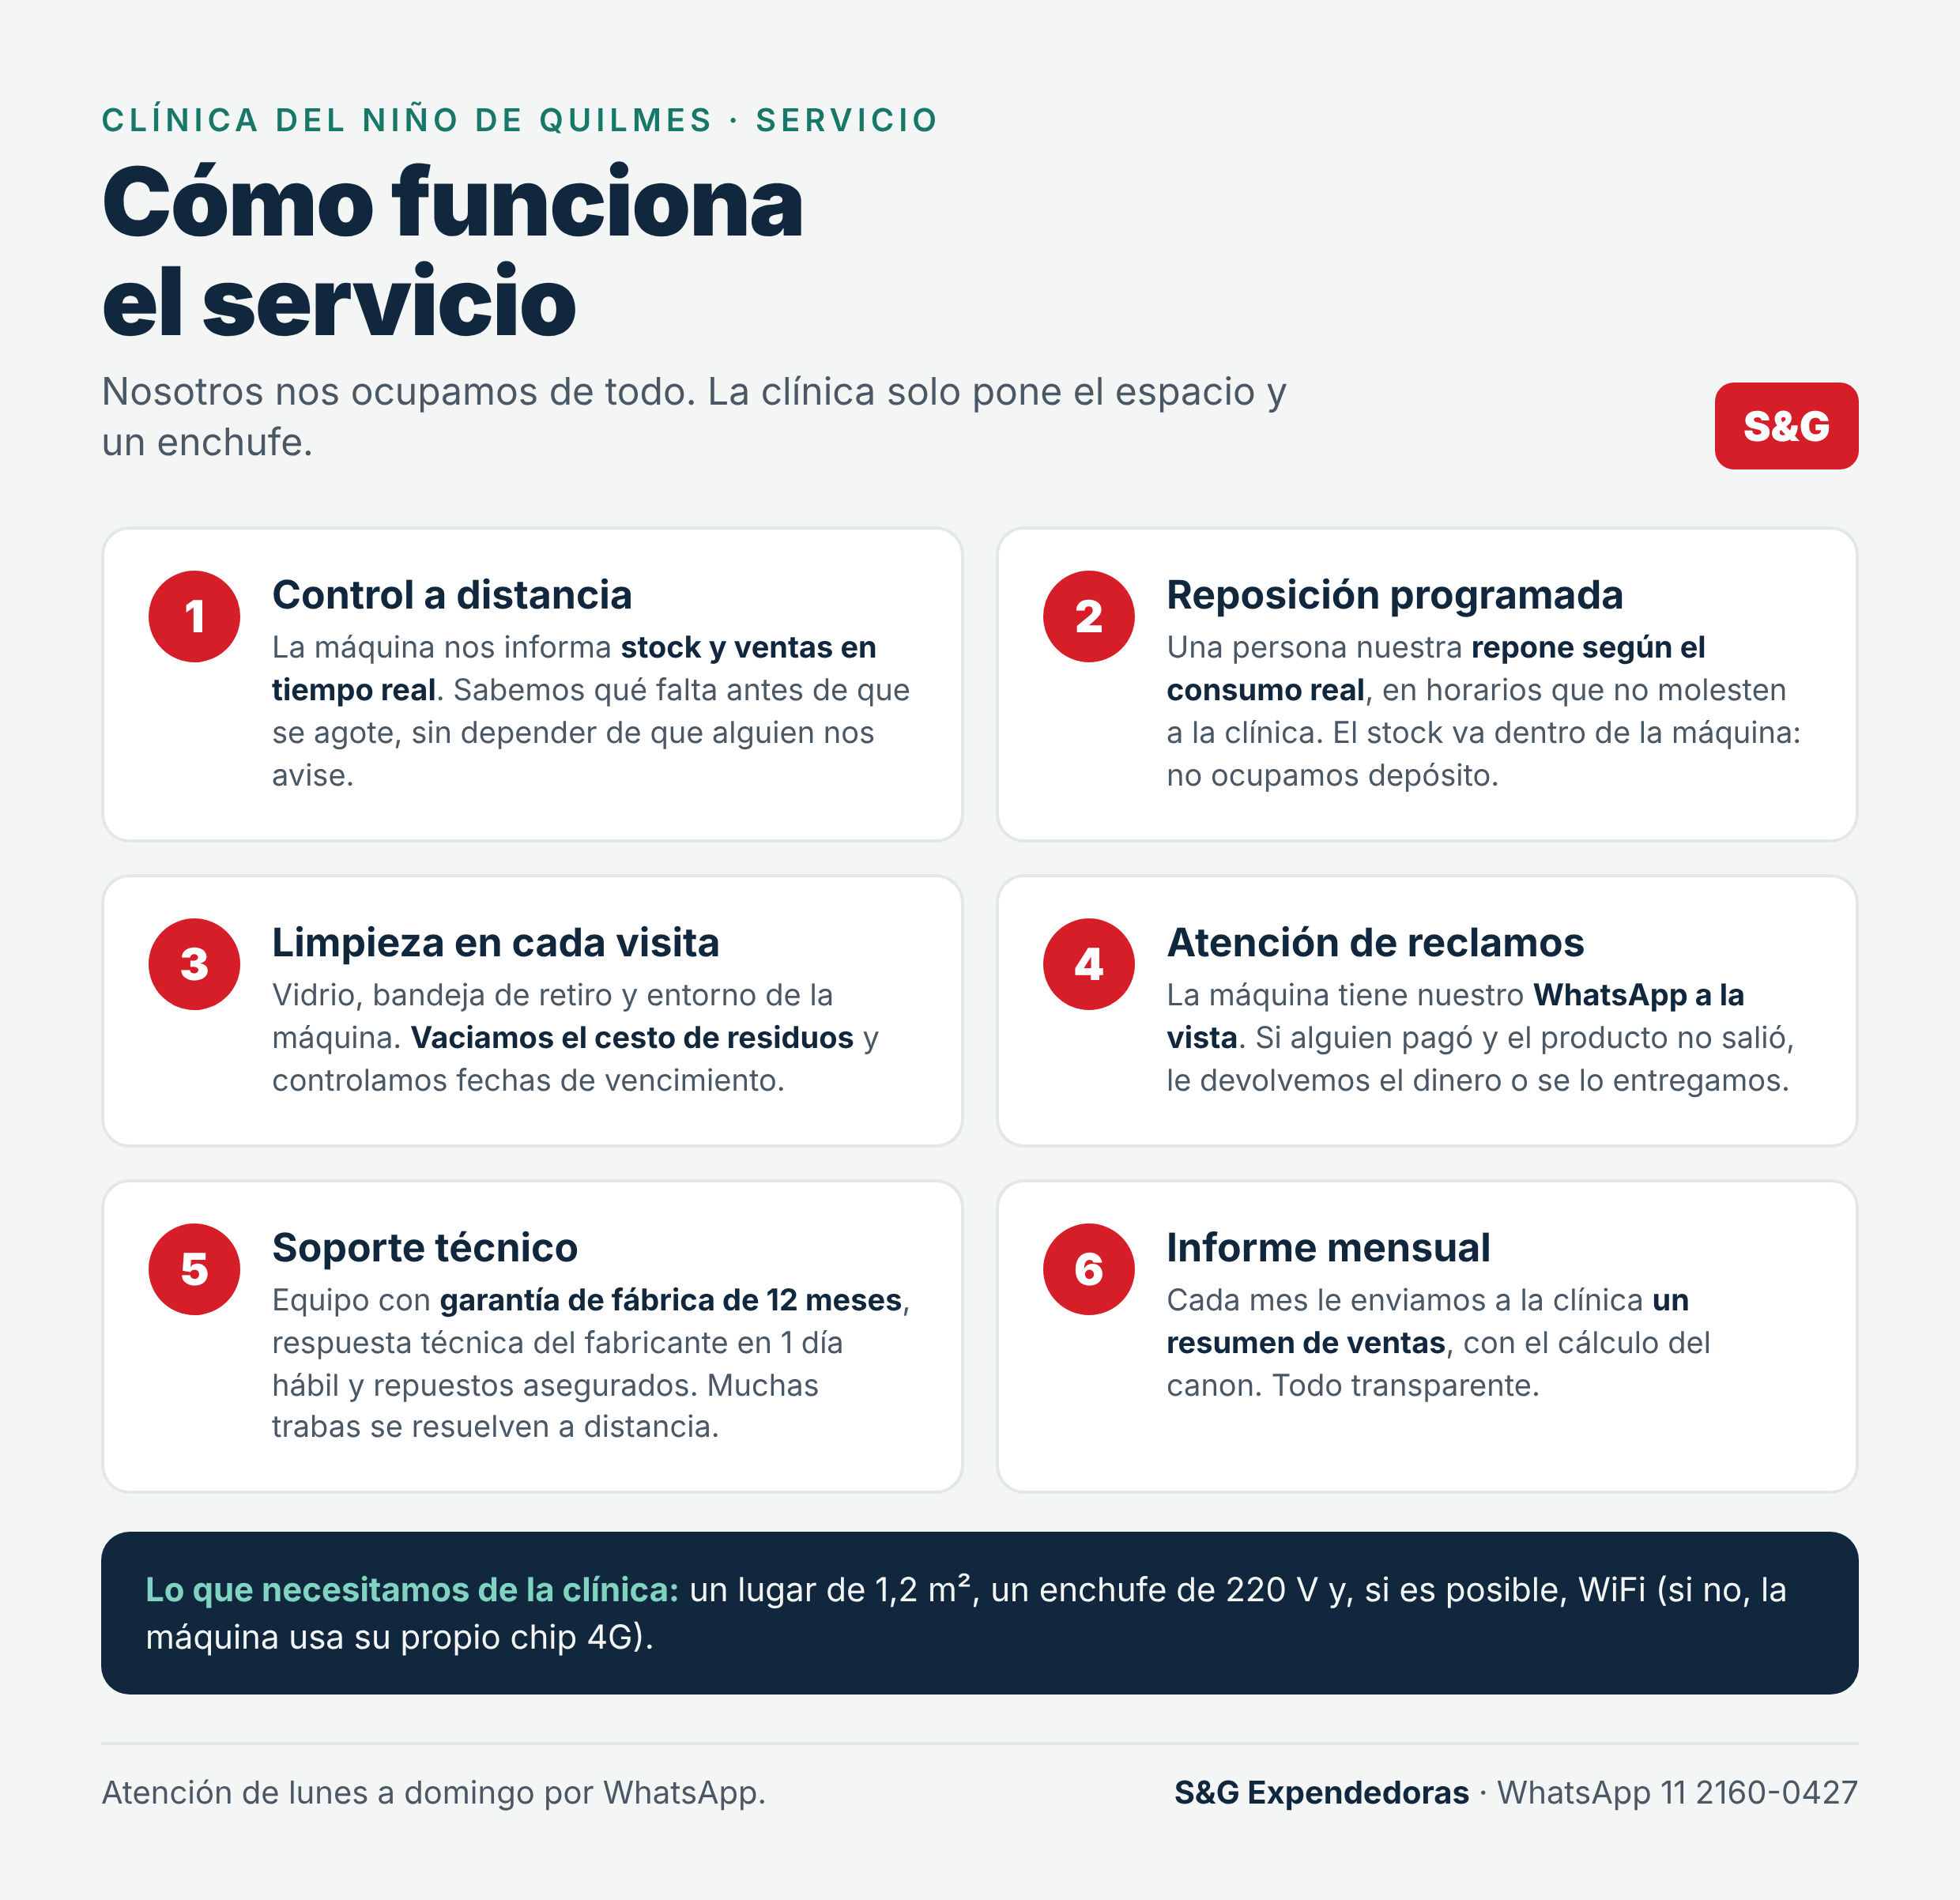 CLÍNICA DEL NIÑO DE QUILMES · SERVICIO
Cómo funciona
el servicio
Nosotros nos ocupamos de todo. La clínica solo pone el espacio y
un enchufe.
S&G
1
Control a distancia
La máquina nos informa stock y ventas en
tiempo real. Sabemos qué falta antes de que
se agote, sin depender de que alguien nos
avise.
2
Reposición programada
Una persona nuestra repone según el
consumo real, en horarios que no molesten
a la clínica. El stock va dentro de la máquina:
no ocupamos depósito.
3
Limpieza en cada visita
Vidrio, bandeja de retiro y entorno de la
máquina. Vaciamos el cesto de residuos y
controlamos fechas de vencimiento.
4
Atención de reclamos
La máquina tiene nuestro WhatsApp a la
vista. Si alguien pagó y el producto no salió,
le devolvemos el dinero o se lo entregamos.
5
Soporte técnico
Equipo con garantía de fábrica de 12 meses,
respuesta técnica del fabricante en 1 día
hábil y repuestos asegurados. Muchas
trabas se resuelven a distancia.
6
Informe mensual
Cada mes le enviamos a la clínica un
resumen de ventas, con el cálculo del
canon. Todo transparente.
Lo que necesitamos de la clínica: un lugar de 1,2 m², un enchufe de 220 V y, si es posible, WiFi (si no, la
máquina usa su propio chip 4G).
Atención de lunes a domingo por WhatsApp.
S&G Expendedoras · WhatsApp 11 2160-0427